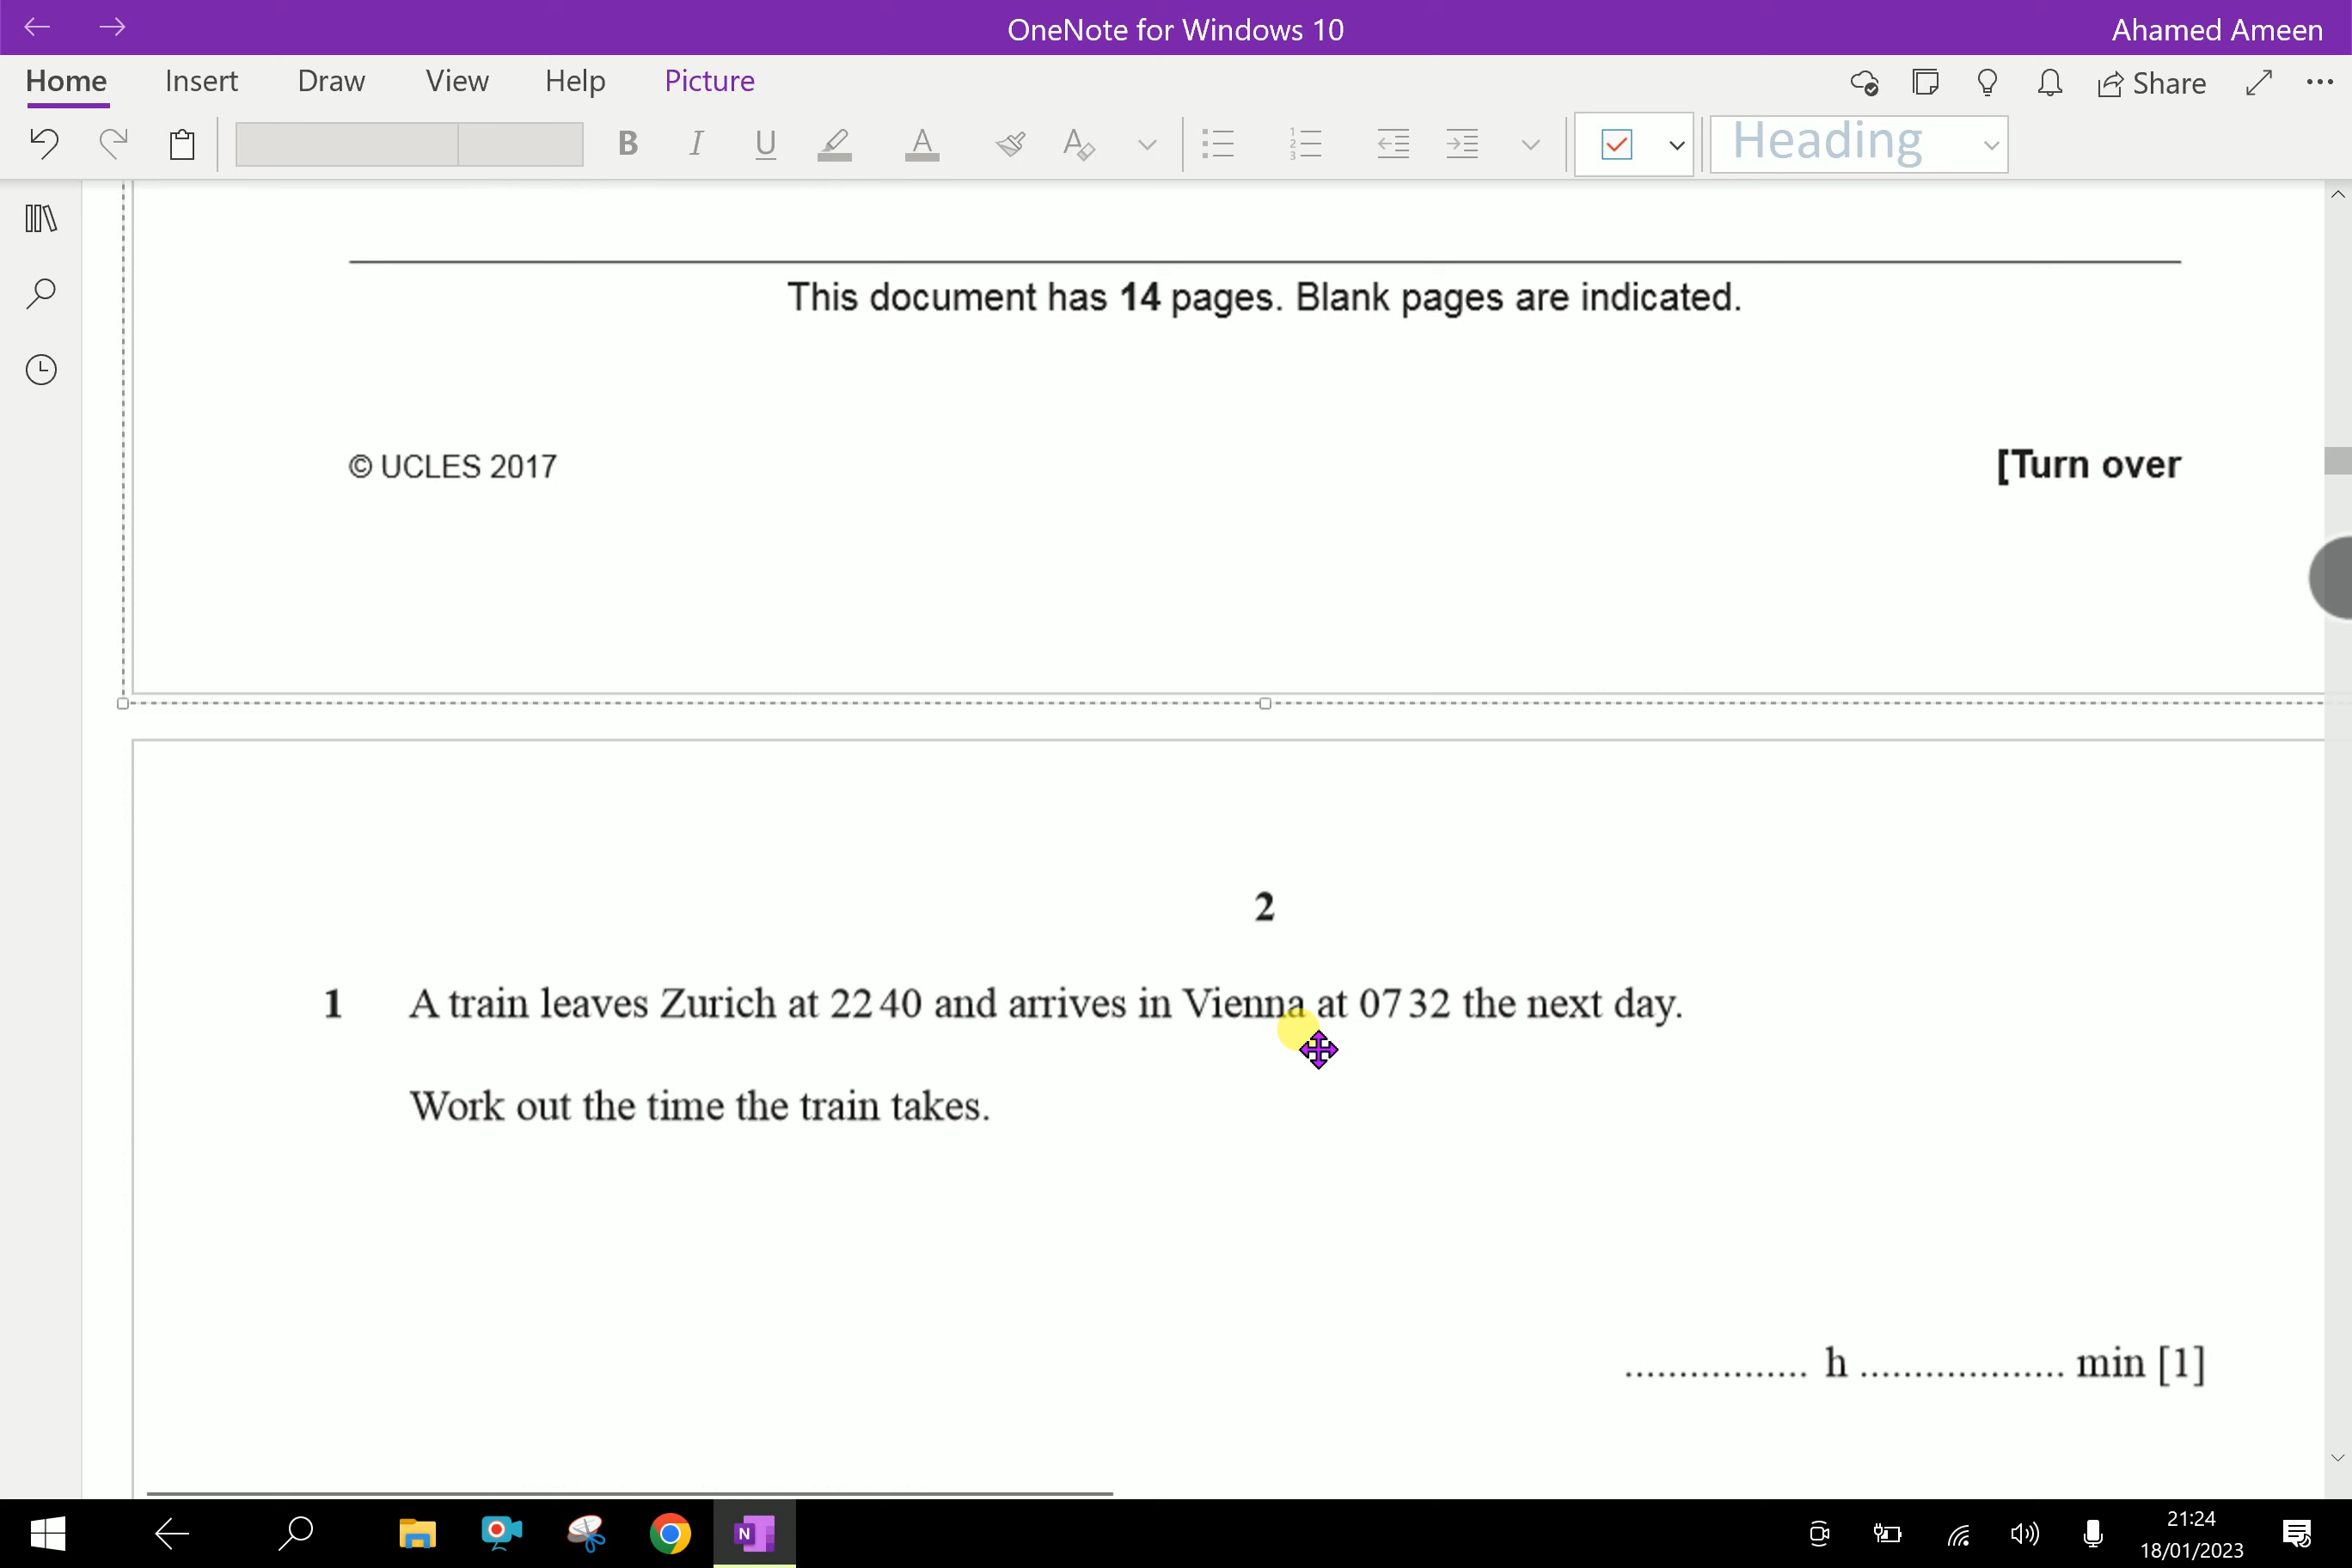 OneNote for Windows 10
Ahamed Ameen
Home Insert Draw View Help Picture
Share
B I U A A Heading
This document has 14 pages. Blank pages are indicated.
© UCLES 2017
[Turn over
2
1 A train leaves Zurich at 22 40 and arrives in Vienna at 07 32 the next day.
Work out the time the train takes.
................. h ................... min [1]
N
21:24
18/01/2023